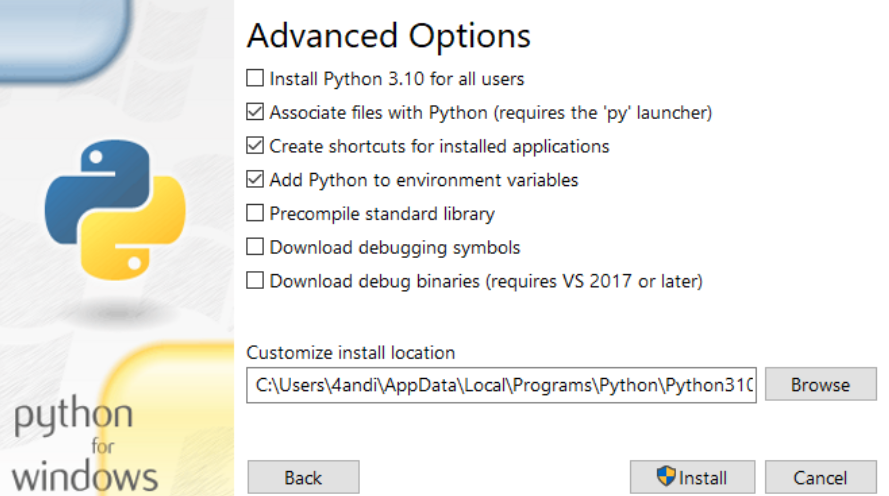 Advanced Options
Install Python 3.10 for all users
Associate files with Python (requires the 'py' launcher)
Create shortcuts for installed applications
Add Python to environment variables
Precompile standard library
Download debugging symbols
Download debug binaries (requires VS 2017 or later)
Customize install location
C:\Users\4andi\AppData\Local\Programs\Python\Python310
Browse
python
for
windows
Back
Install
Cancel